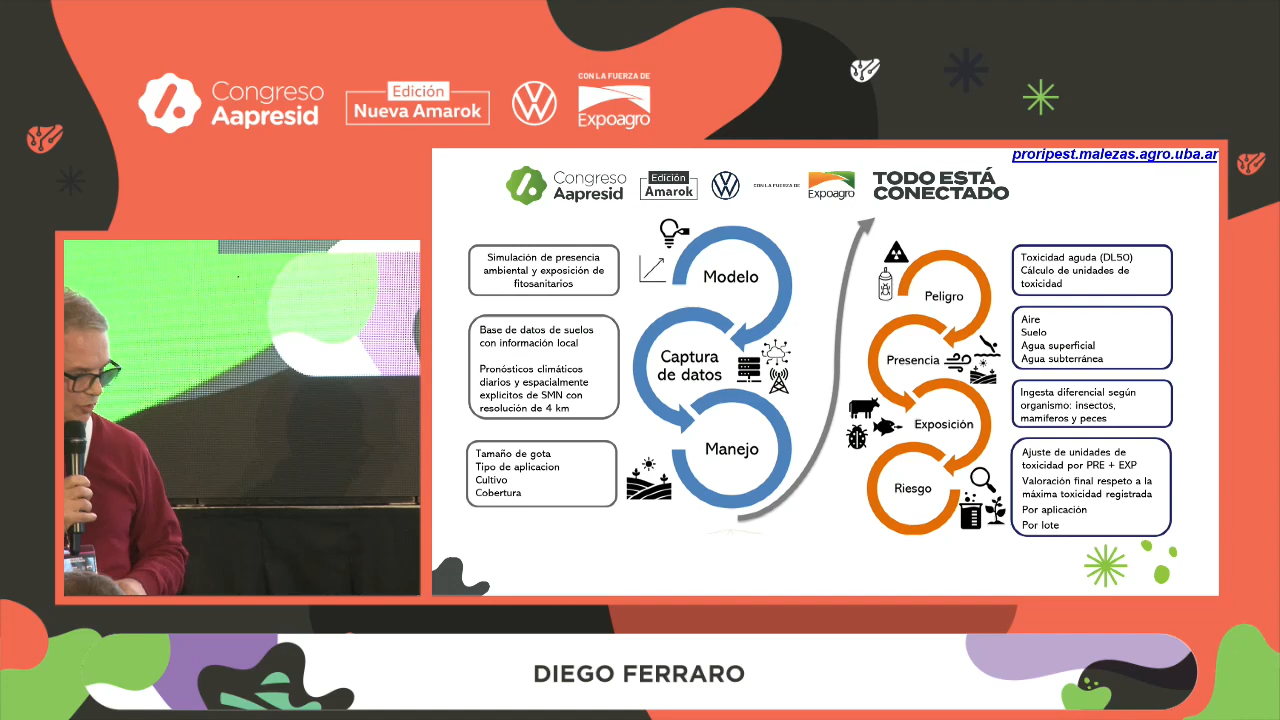 Congreso
Aapresid
Edición
Nueva Amarok
CON LA FUERZA DE
Expoagro
proripest.malezas.agro.uba.ar
Congreso
Aapresid
Edición
Amarok
CON LA FUERZA DE
Expoagro
TODO ESTÁ
CONECTADO
Simulación de presencia
ambiental y exposición de
fitosanitarios
Modelo
Base de datos de suelos
con información local
Pronósticos climáticos
diarios y espacialmente
explicitos de SMN con
resolución de 4 km
Captura
de datos
Tamaño de gota
Tipo de aplicacion
Cultivo
Cobertura
Manejo
Peligro
Toxicidad aguda (DL50)
Cálculo de unidades de
toxicidad
Presencia
Aire
Suelo
Agua superficial
Agua subterránea
Exposición
Ingesta diferencial según
organismo: insectos,
mamiferos y peces
Riesgo
Ajuste de unidades de
toxicidad por PRE + EXP
Valoración final respeto a la
máxima toxicidad registrada
Por aplicación
Por lote
DIEGO FERRARO